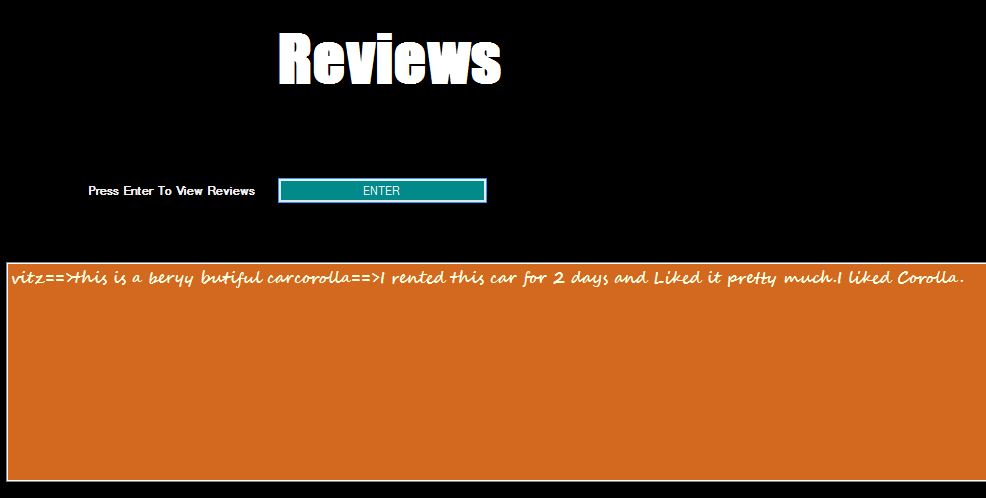 Reviews
Press Enter To View Reviews
ENTER
vitz==>this is a beryy butiful carcorolla==>I rented this car for 2 days and Liked it pretty much.I liked Corolla.